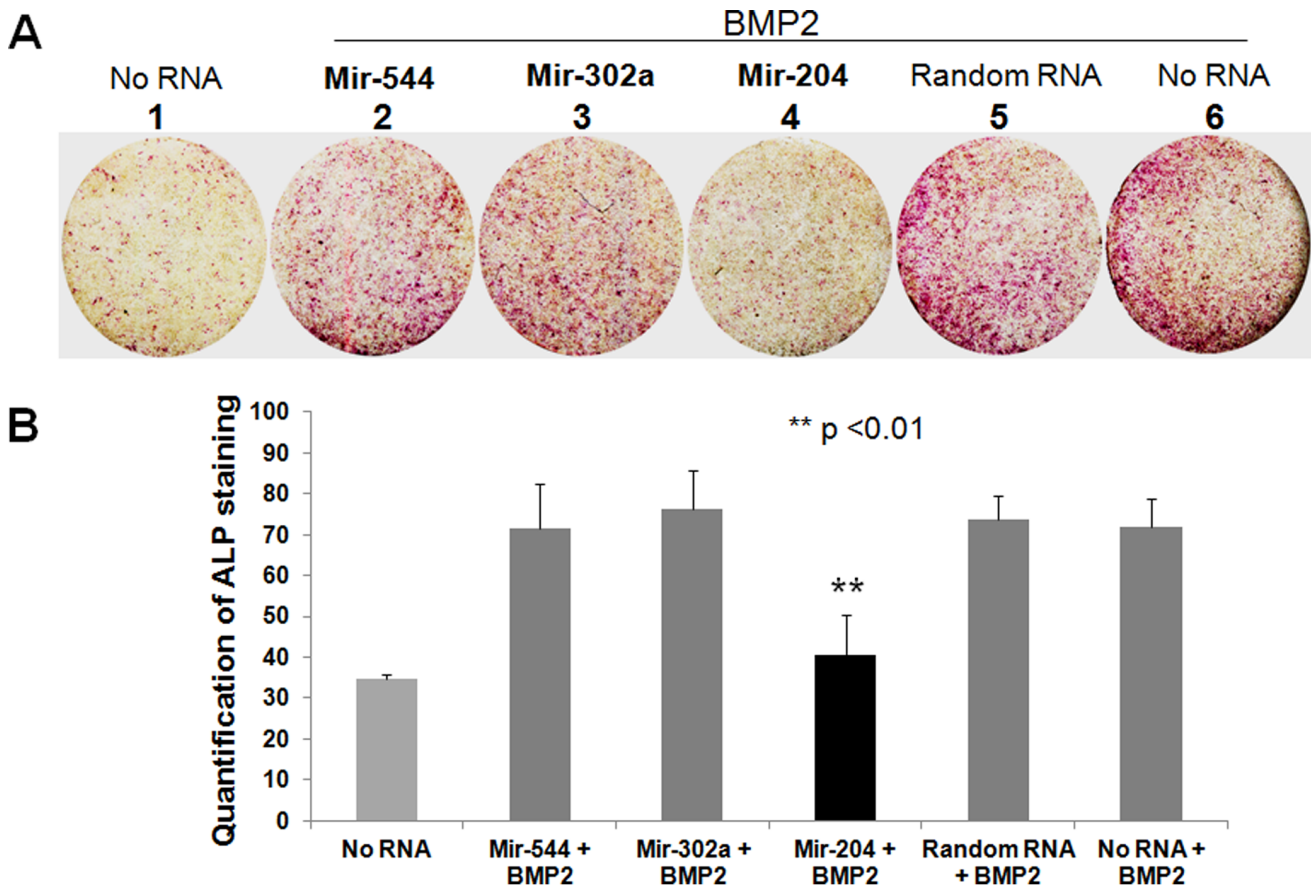 A
BMP2
No RNA Mir-544 Mir-302a Mir-204 Random RNA No RNA
1 2 3 4 5 6
B
Quantification of ALP staining
100
90
80
70
60
50
40
30
20
10
0
** p <0.01
**
No RNA Mir-544 + Mir-302a + Mir-204 + Random RNA No RNA +
BMP2 BMP2 BMP2 + BMP2 BMP2